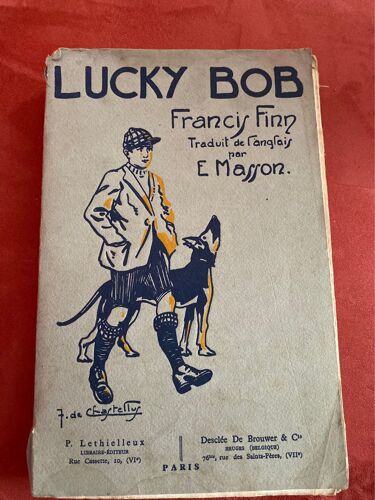 LUCKY BOB
Francis Finn
Traduit de l'anglais
par
E Masson.
J. de Chastellus
P. Lethielleux
LIBRAIRE-ÉDITEUR
Rue Cassette, 10, (VIe)
Desclée De Brouwer & Cie
BRUGES (BELGIQUE)
76bis, rue des Saints-Pères, (VIIe)
PARIS